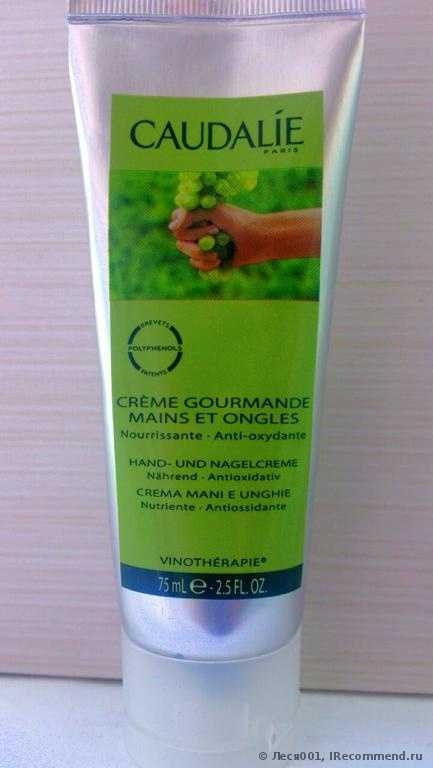 CAUDALÍE
PARIS
BREVETS
POLYPHENOLS
PATENTS
CRÈME GOURMANDE
MAINS ET ONGLES
Nourrissante - Anti-oxydante
HAND- UND NAGELCREME
Nährend - Antioxidativ
CREMA MANI E UNGHIE
Nutriente - Antiossidante
VINOTHÉRAPIE®
75 mL ℮ - 2.5 FL. OZ.
© Леся001, IRecommend.ru